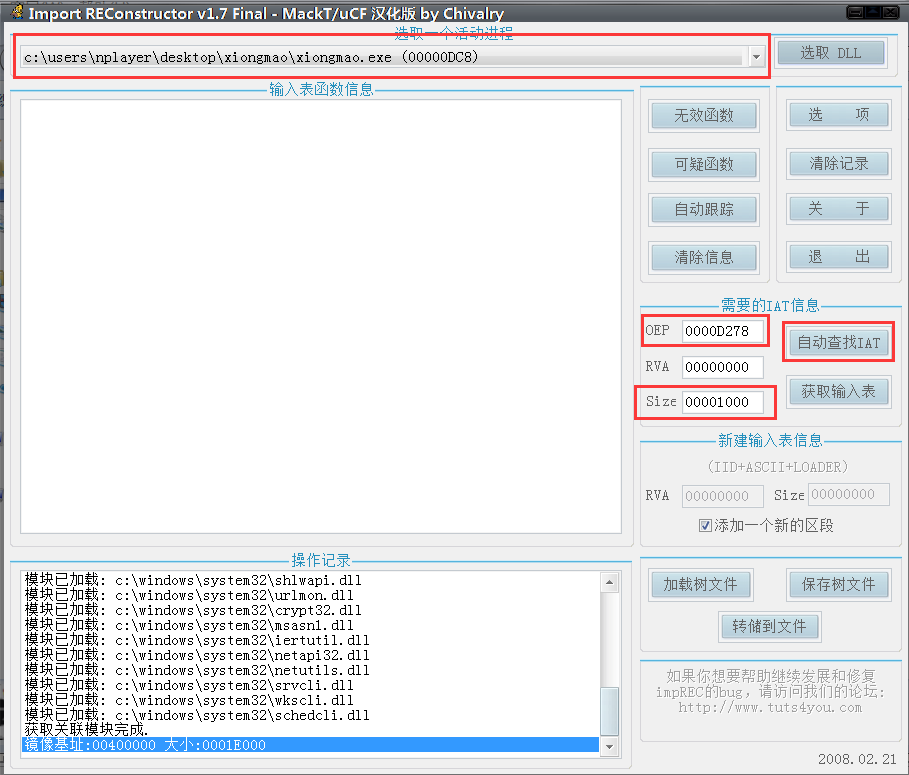 Import REConstructor v1.7 Final - MackT/uCF 汉化版 by Chivalry
选取一个活动进程
c:\users\nplayer\desktop\xiongmao\xiongmao.exe (00000DC8)
选取 DLL
输入表函数信息
无效函数
可疑函数
自动跟踪
清除信息
选 项
清除记录
关 于
退 出
需要的IAT信息
OEP 0000D278
自动查找IAT
RVA 00000000
Size 00001000
获取输入表
新建输入表信息
(IID+ASCII+LOADER)
RVA 00000000 Size 00000000
添加一个新的区段
操作记录
模块已加载: c:\windows\system32\shlwapi.dll
模块已加载: c:\windows\system32\urlmon.dll
模块已加载: c:\windows\system32\crypt32.dll
模块已加载: c:\windows\system32\msasn1.dll
模块已加载: c:\windows\system32\iertutil.dll
模块已加载: c:\windows\system32\netapi32.dll
模块已加载: c:\windows\system32\netutils.dll
模块已加载: c:\windows\system32\srvcli.dll
模块已加载: c:\windows\system32\wkscli.dll
模块已加载: c:\windows\system32\schedcli.dll
获取关联模块完成.
镜像基址:00400000 大小:0001E000
加载树文件
保存树文件
转储到文件
如果你想要帮助继续发展和修复
impREC的bug，请访问我们的论坛:
http://www.tuts4you.com
2008.02.21